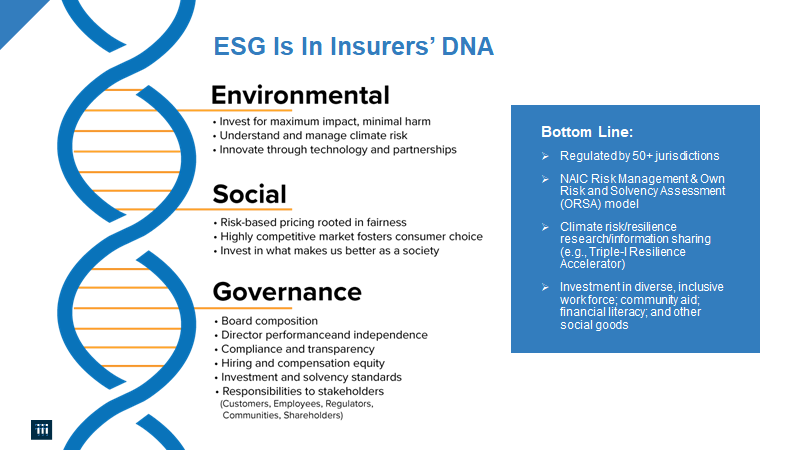 ESG Is In Insurers’ DNA
Environmental
• Invest for maximum impact, minimal harm
• Understand and manage climate risk
• Innovate through technology and partnerships
Social
• Risk-based pricing rooted in fairness
• Highly competitive market fosters consumer choice
• Invest in what makes us better as a society
Governance
• Board composition
• Director performanceand independence
• Compliance and transparency
• Hiring and compensation equity
• Investment and solvency standards
• Responsibilities to stakeholders
(Customers, Employees, Regulators,
Communities, Shareholders)
Bottom Line:
➢ Regulated by 50+ jurisdictions
➢ NAIC Risk Management & Own
Risk and Solvency Assessment
(ORSA) model
➢ Climate risk/resilience
research/information sharing
(e.g., Triple-I Resilience
Accelerator)
➢ Investment in diverse, inclusive
workforce; community aid;
financial literacy; and other
social goods
iii